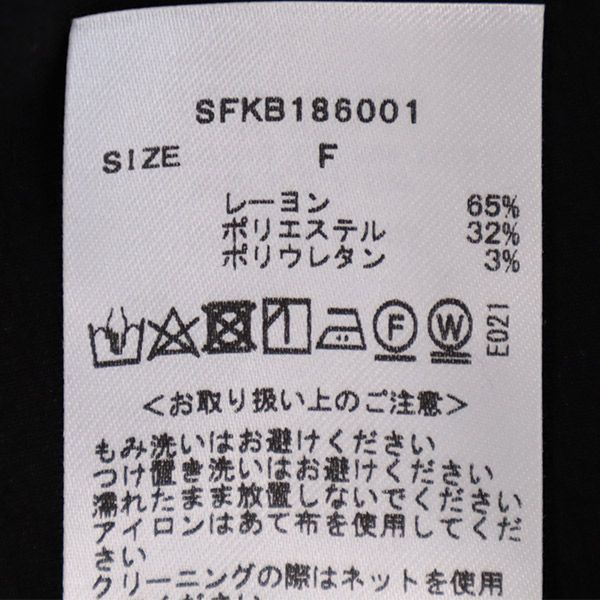 SFKB186001
SIZE F
レーヨン 65%
ポリエステル 32%
ポリウレタン 3%
F W E021
<お取り扱い上のご注意>
もみ洗いはお避けください
つけ置き洗いはお避けください
濡れたまま放置しないでください
アイロンはあて布を使用してくだ
さい
クリーニングの際はネットを使用